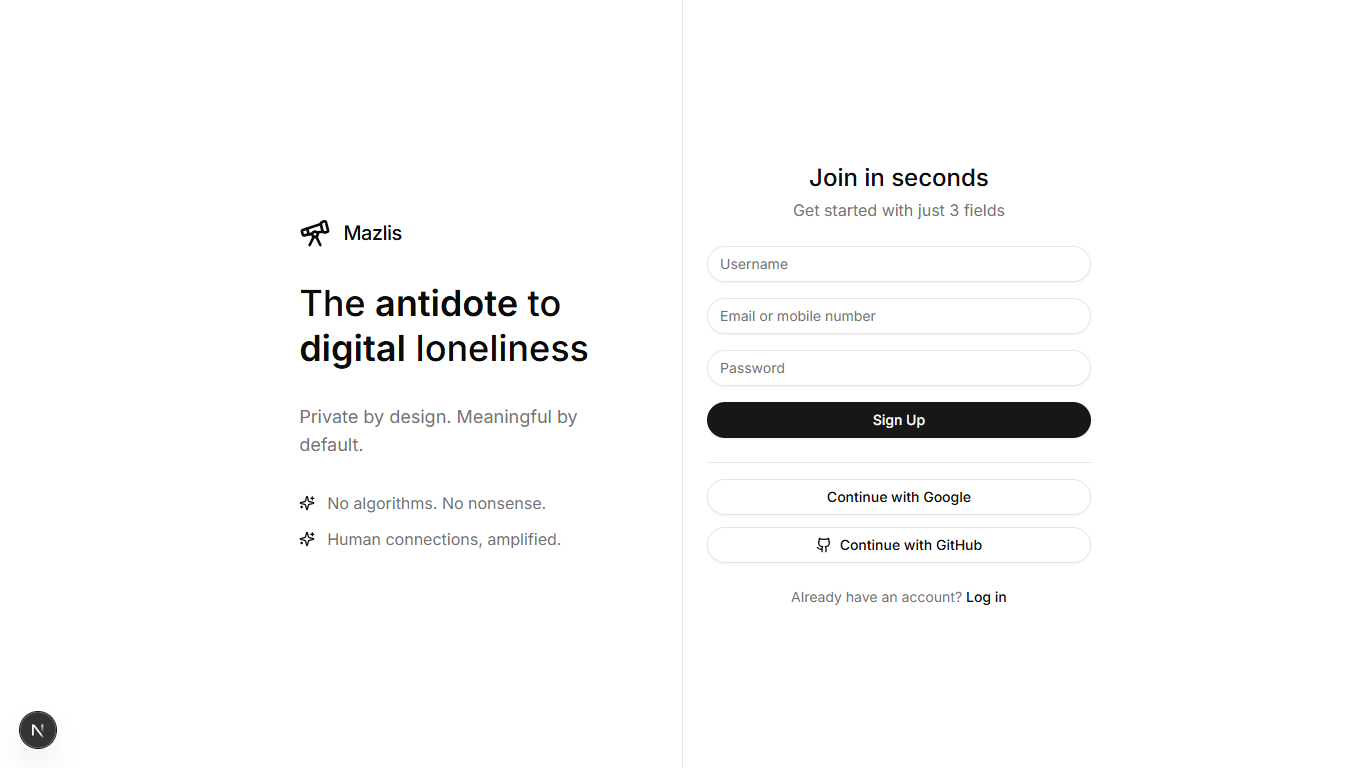 Mazlis
The antidote to
digital loneliness
Private by design. Meaningful by
default.
No algorithms. No nonsense.
Human connections, amplified.
Join in seconds
Get started with just 3 fields
Username
Email or mobile number
Password
Sign Up
Continue with Google
Continue with GitHub
Already have an account? Log in
N